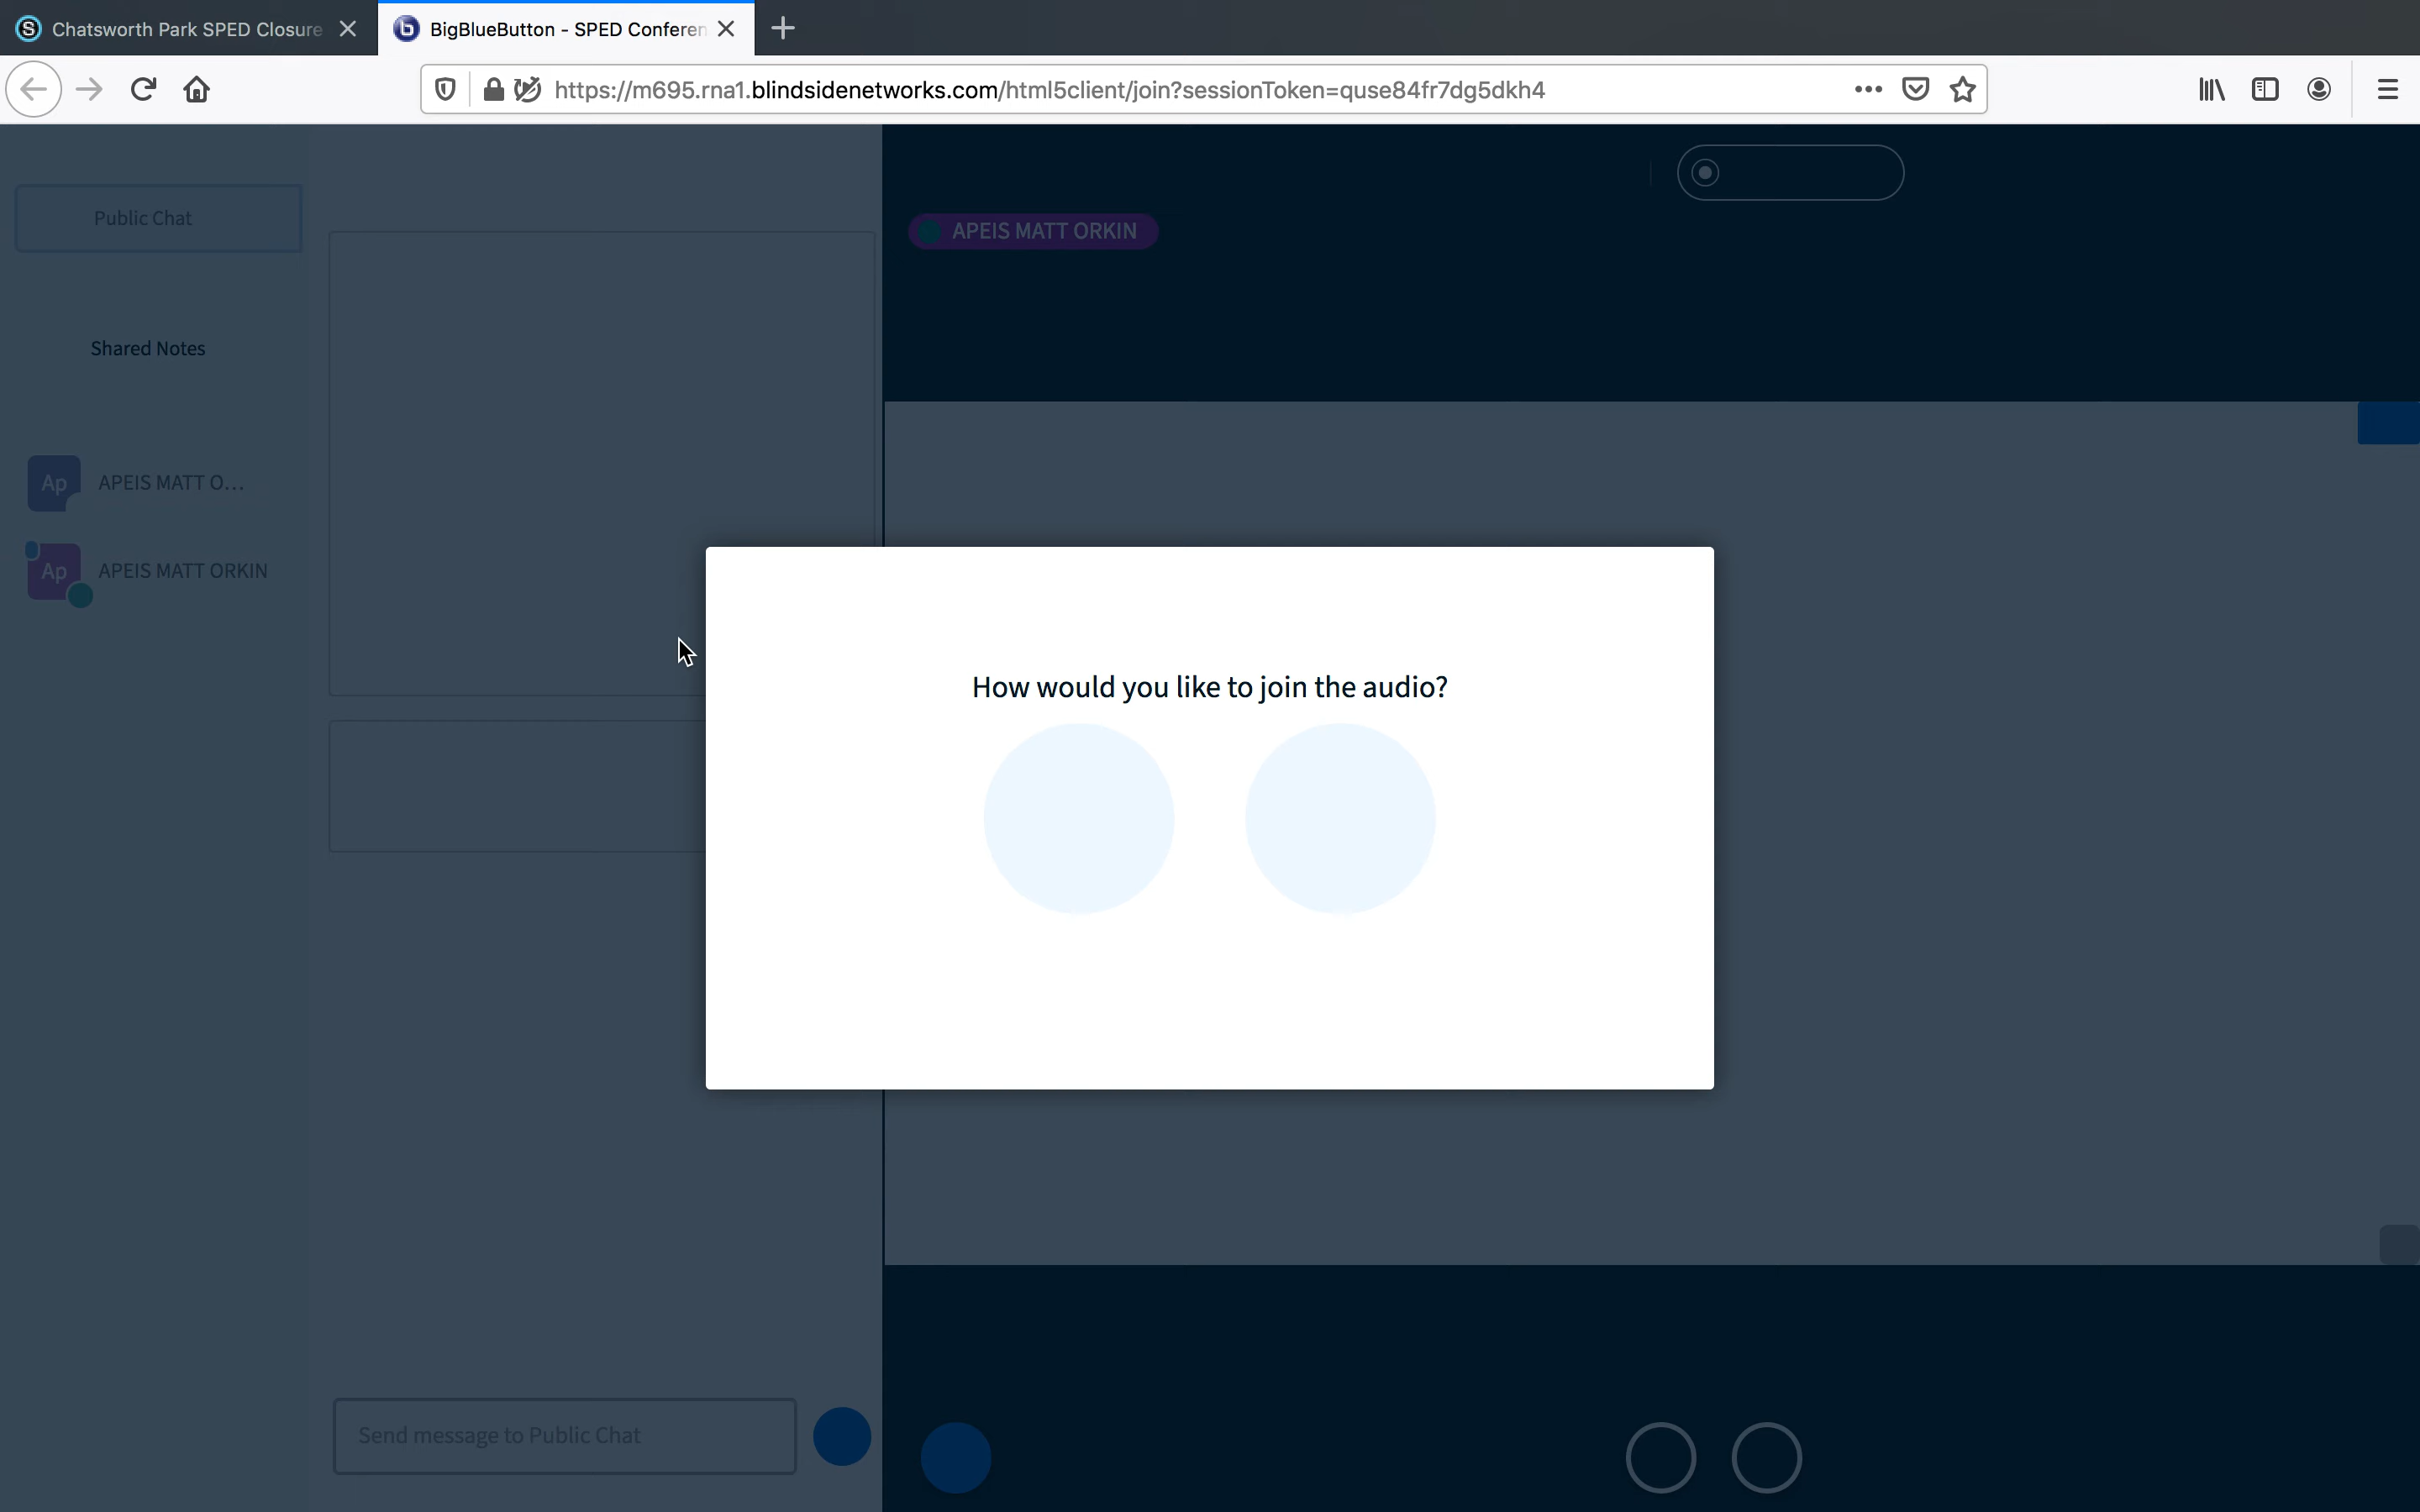 Chatsworth Park SPED Closure
BigBlueButton - SPED Conferen
https://m695.rna1.blindsidenetworks.com/html5client/join?sessionToken=quse84fr7dg5dkh4
Public Chat
APEIS MATT ORKIN
Shared Notes
Ap APEIS MATT O...
Ap APEIS MATT ORKIN
How would you like to join the audio?
Send message to Public Chat